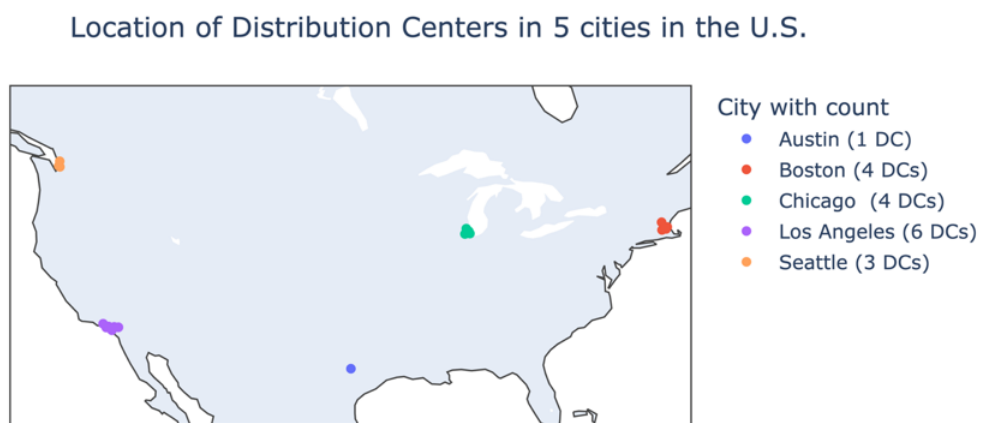 Location of Distribution Centers in 5 cities in the U.S.
City with count
Austin (1 DC)
Boston (4 DCs)
Chicago  (4 DCs)
Los Angeles (6 DCs)
Seattle (3 DCs)